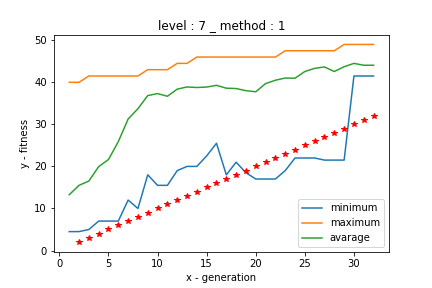 level : 7 _ method : 1
50
40
30
20
10
0
y - fitness
0 5 10 15 20 25 30
x - generation
minimum
maximum
avarage